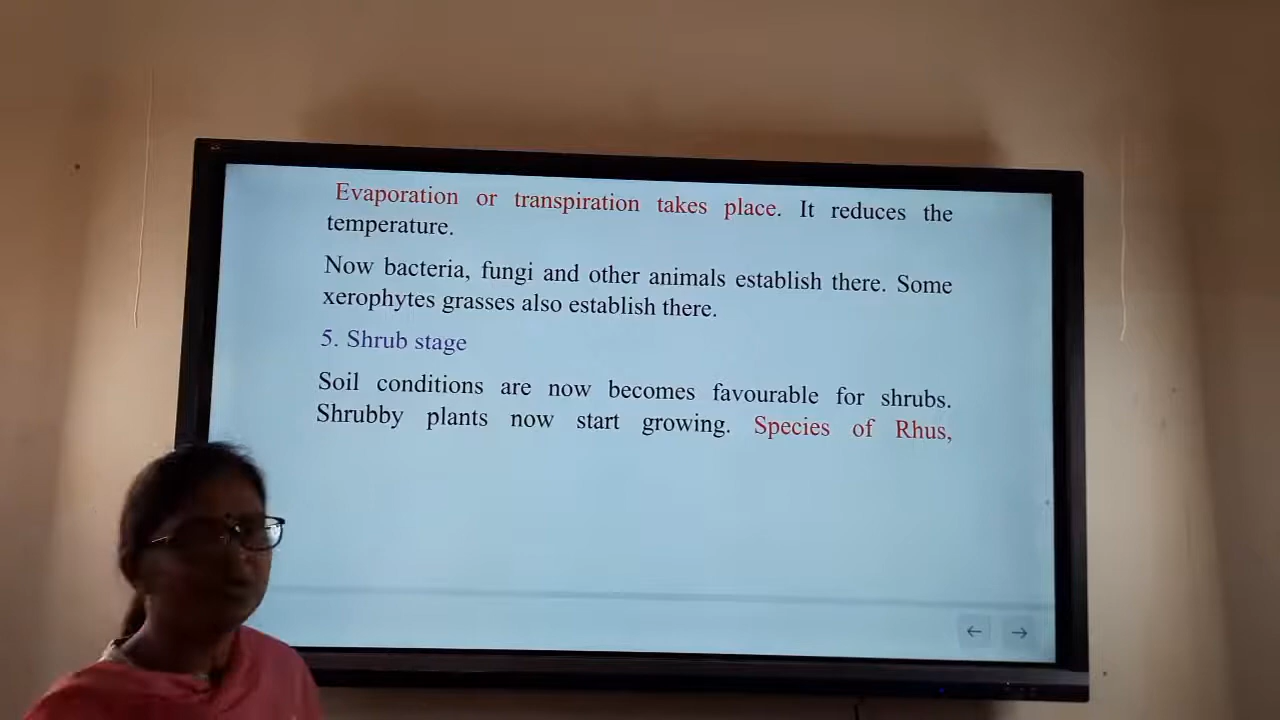 Evaporation or transpiration takes place. It reduces the
temperature.
Now bacteria, fungi and other animals establish there. Some
xerophytes grasses also establish there.
5. Shrub stage
Soil conditions are now becomes favourable for shrubs.
Shrubby plants now start growing. Species of Rhus,